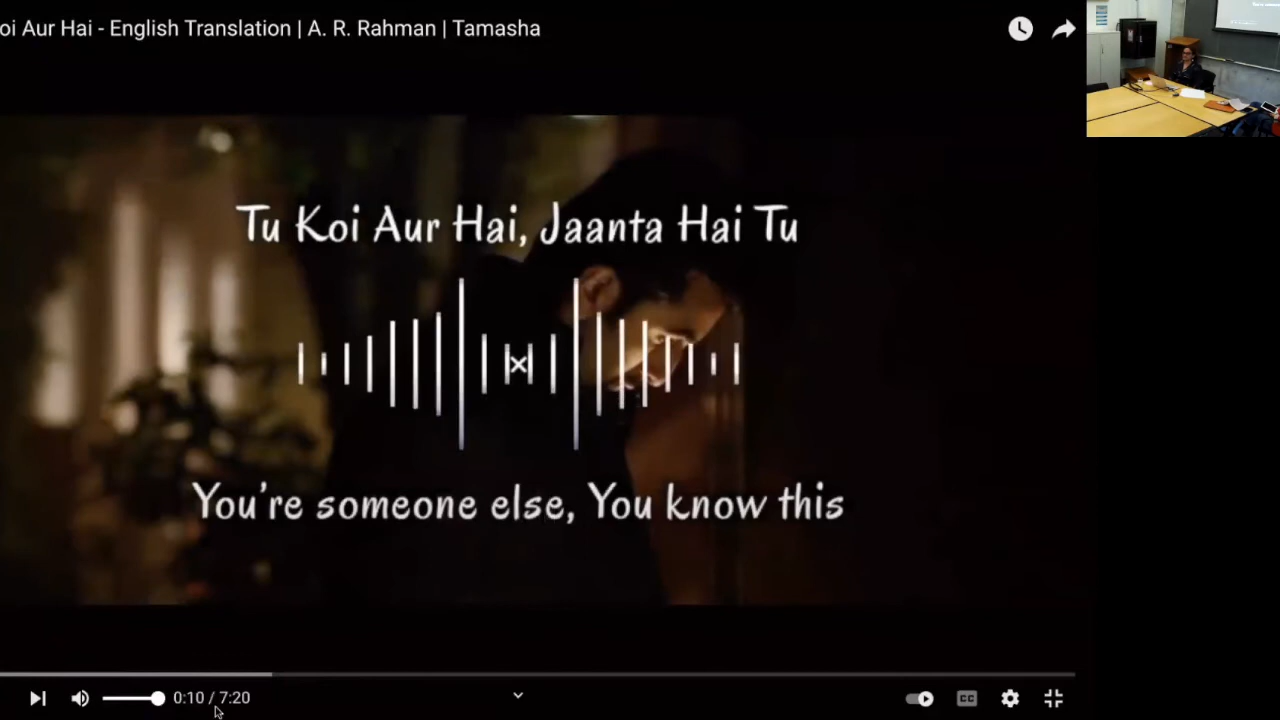 oi Aur Hai - English Translation | A. R. Rahman | Tamasha
Tu Koi Aur Hai, Jaanta Hai Tu
You're someone else, You know this
0:10 / 7:20
CC